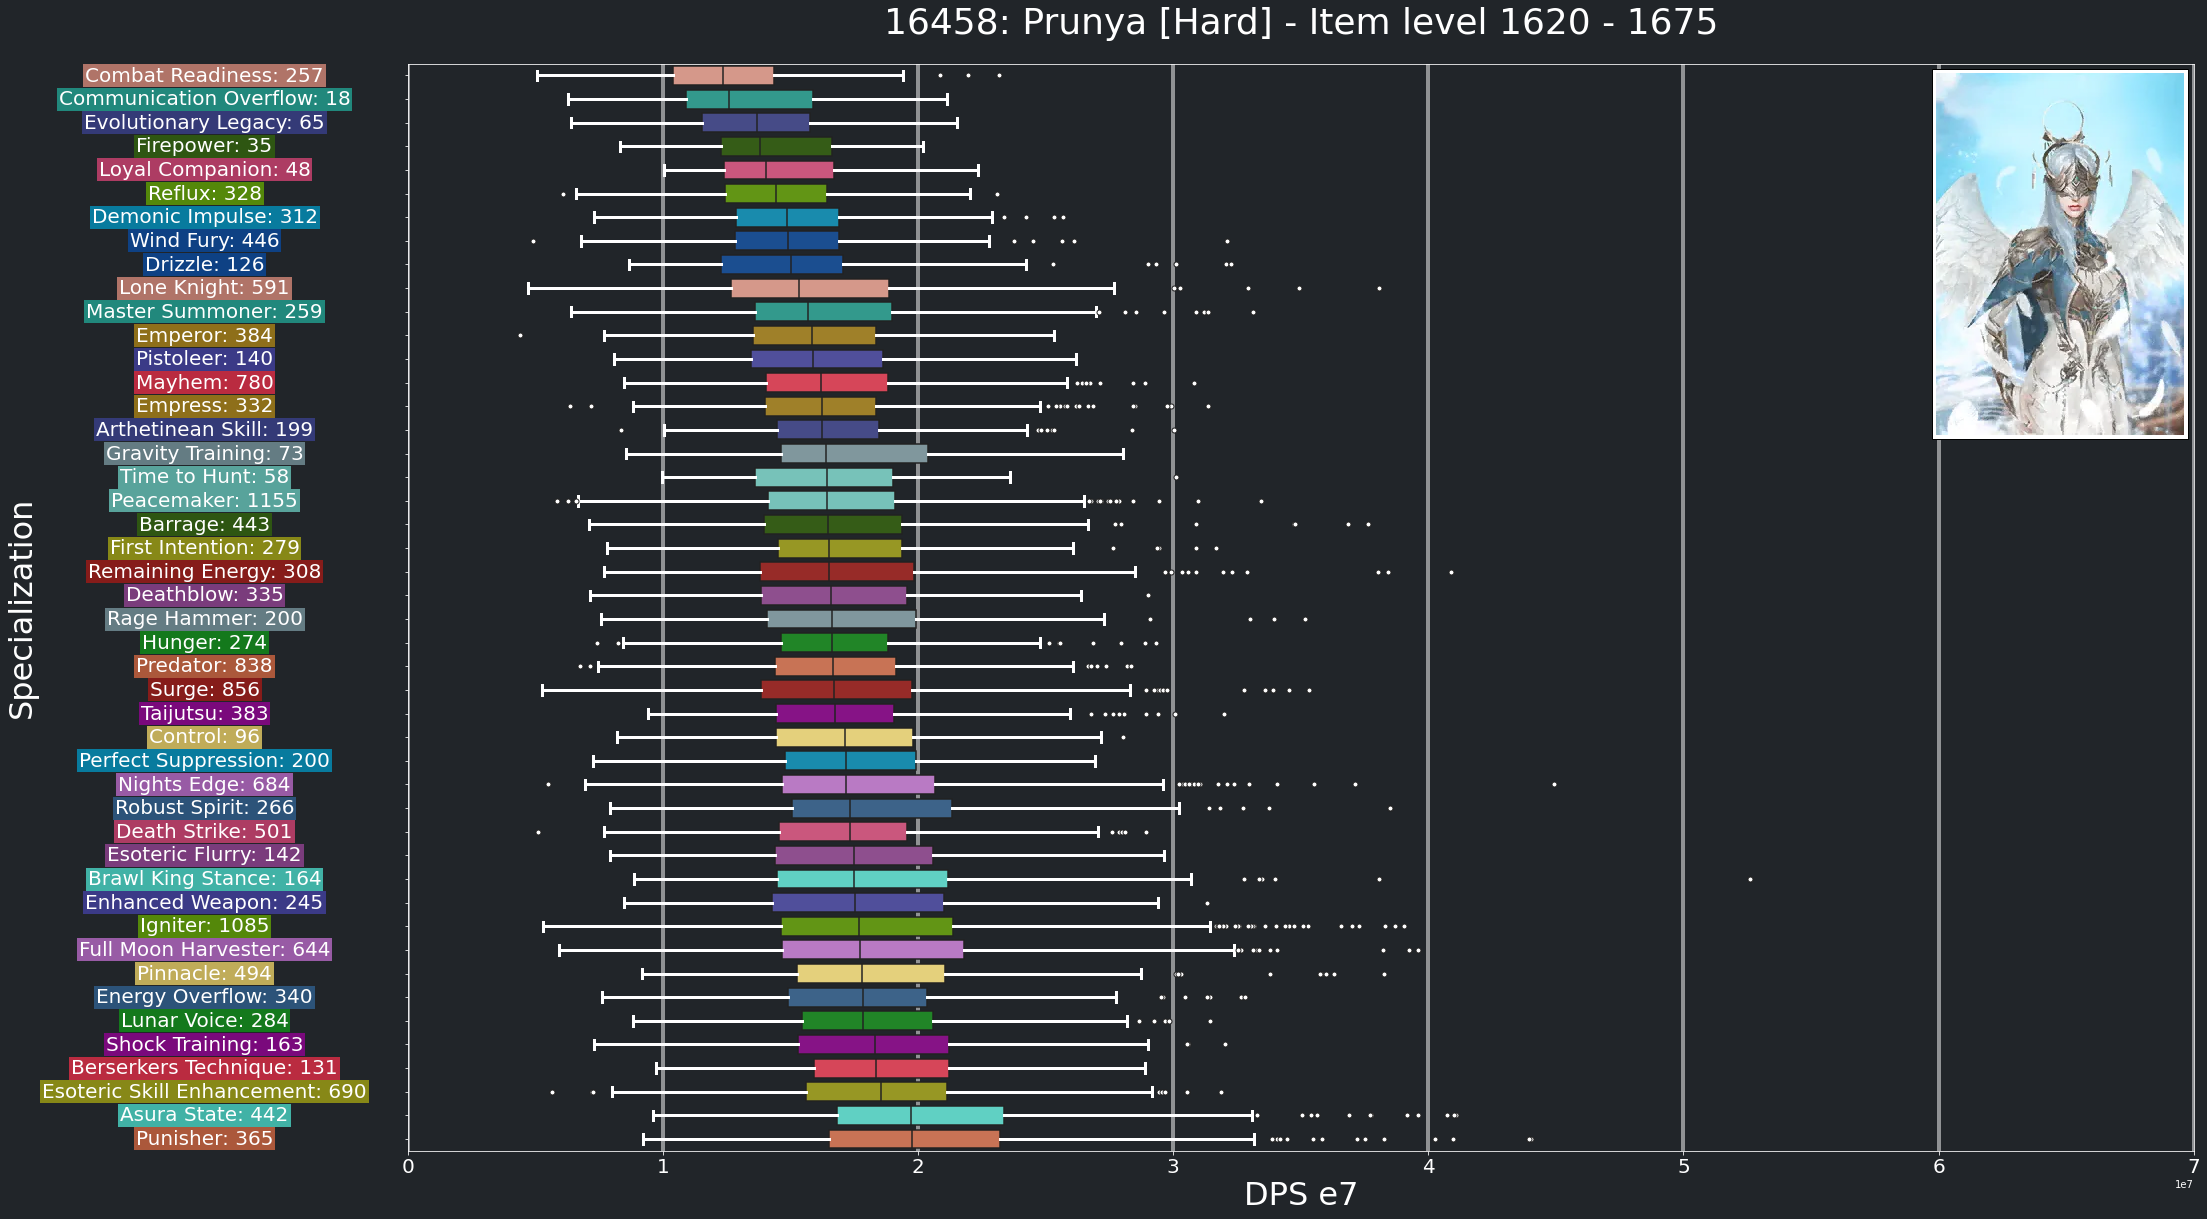 16458: Prunya [Hard] - Item level 1620 - 1675
Combat Readiness: 257
Communication Overflow: 18
Evolutionary Legacy: 65
Firepower: 35
Loyal Companion: 48
Reflux: 328
Demonic Impulse: 312
Wind Fury: 446
Drizzle: 126
Lone Knight: 591
Master Summoner: 259
Emperor: 384
Pistoleer: 140
Mayhem: 780
Empress: 332
Arthetinean Skill: 199
Gravity Training: 73
Time to Hunt: 58
Peacemaker: 1155
Barrage: 443
First Intention: 279
Remaining Energy: 308
Deathblow: 335
Rage Hammer: 200
Hunger: 274
Predator: 838
Surge: 856
Taijutsu: 383
Control: 96
Perfect Suppression: 200
Nights Edge: 684
Robust Spirit: 266
Death Strike: 501
Esoteric Flurry: 142
Brawl King Stance: 164
Enhanced Weapon: 245
Igniter: 1085
Full Moon Harvester: 644
Pinnacle: 494
Energy Overflow: 340
Lunar Voice: 284
Shock Training: 163
Berserkers Technique: 131
Esoteric Skill Enhancement: 690
Asura State: 442
Punisher: 365
Specialization
0 1 2 3 4 5 6 7
1e7
DPS e7